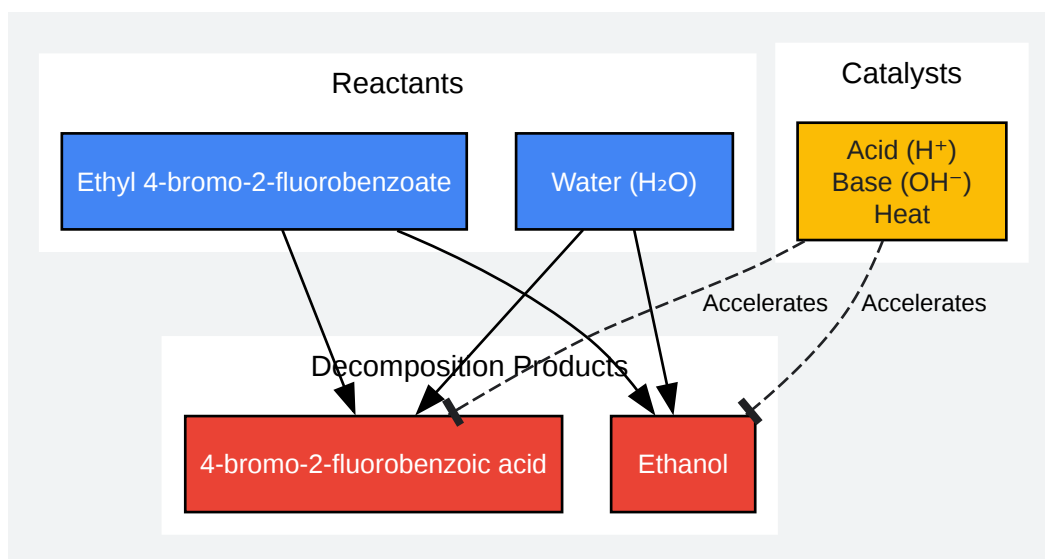 Reactants
Catalysts
Ethyl 4-bromo-2-fluorobenzoate
Water (H₂O)
Acid (H⁺)
Base (OH⁻)
Heat
Accelerates
Accelerates
Decomposition Products
4-bromo-2-fluorobenzoic acid
Ethanol